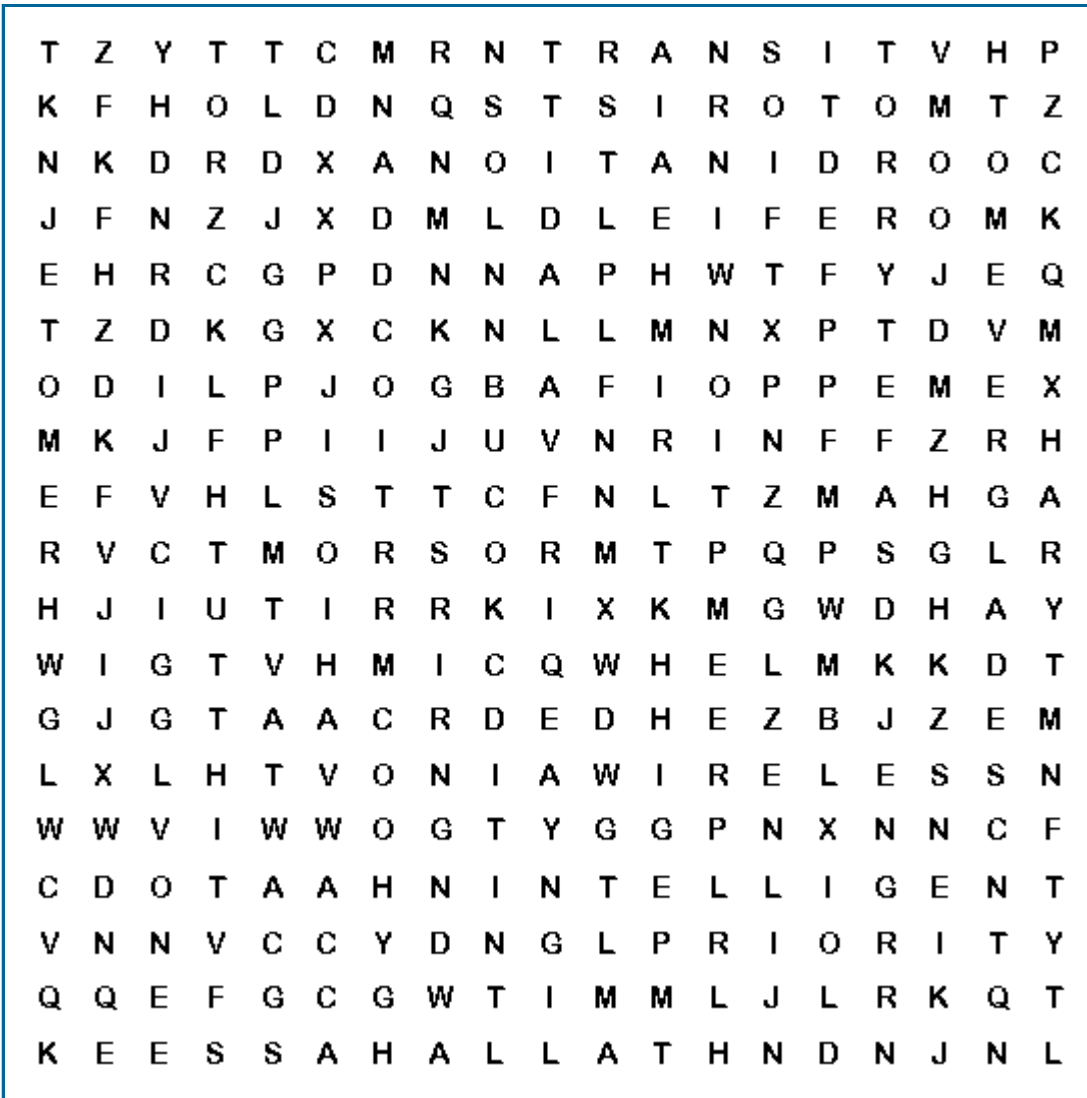 T Z Y T T C M R N T R A N S I T V H P
K F H O L D N Q S T S I R O T O M T Z
N K D R D X A N O I T A N I D R O O C
J F N Z J X D M L D L E I F E R O M K
E H R C G P D N N A P H W T F Y J E Q
T Z D K G X C K N L L M N X P T D V M
O D I L P J O G B A F I O P P E M E X
M K J F P I I J U V N R I N F F Z R H
E F V H L S T T C F N L T Z M A H G A
R V C T M O R S O R M T P Q P S G L R
H J I U T I R R K I X K M G W D H A Y
W I G T V H M I C Q W H E L M K K D T
G J G T A A C R D E D H E Z B J Z E M
L X L H T V O N I A W I R E L E S S N
W W V I W W O G T Y G G P N X N N C F
C D O T A A H N I N T E L L I G E N T
V N N V C C Y D N G L P R I O R I T Y
Q Q E F G C G W T I M M L J L R K Q T
K E E S S A H A L L A T H N D N J N L